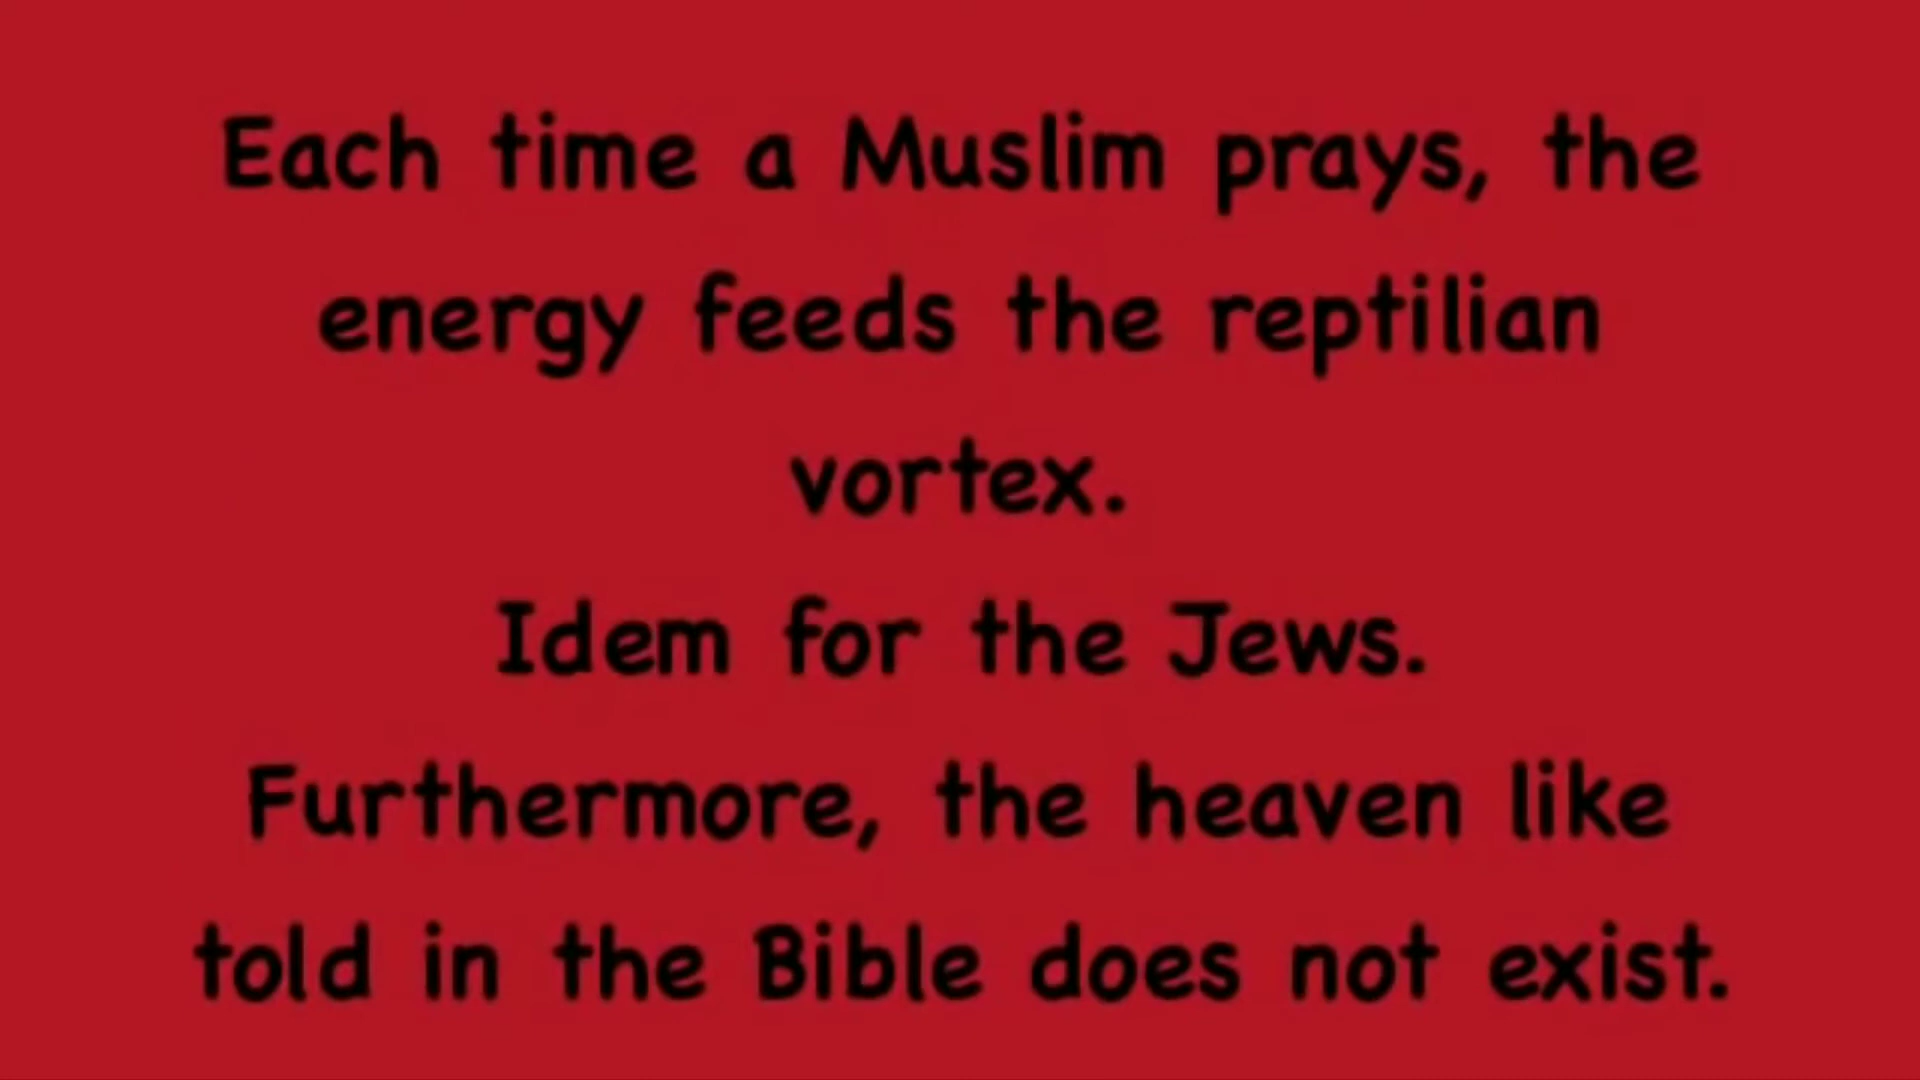 Each time a Muslim prays, the
energy feeds the reptilian
vortex.
Idem for the Jews.
Furthermore, the heaven like
told in the Bible does not exist.